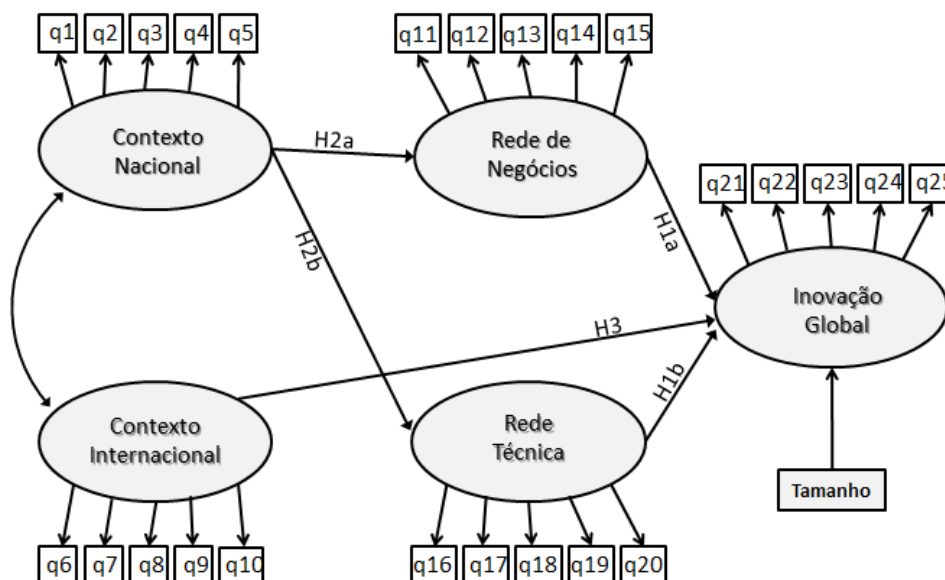 q1 q2 q3 q4 q5
q11 q12 q13 q14 q15
Contexto
Nacional
H2a
Rede de
Negócios
q21 q22 q23 q24 q25
H2b
H1a
Inovação
Global
H3
H1b
Contexto
Internacional
Rede
Técnica
Tamanho
q6 q7 q8 q9 q10
q16 q17 q18 q19 q20